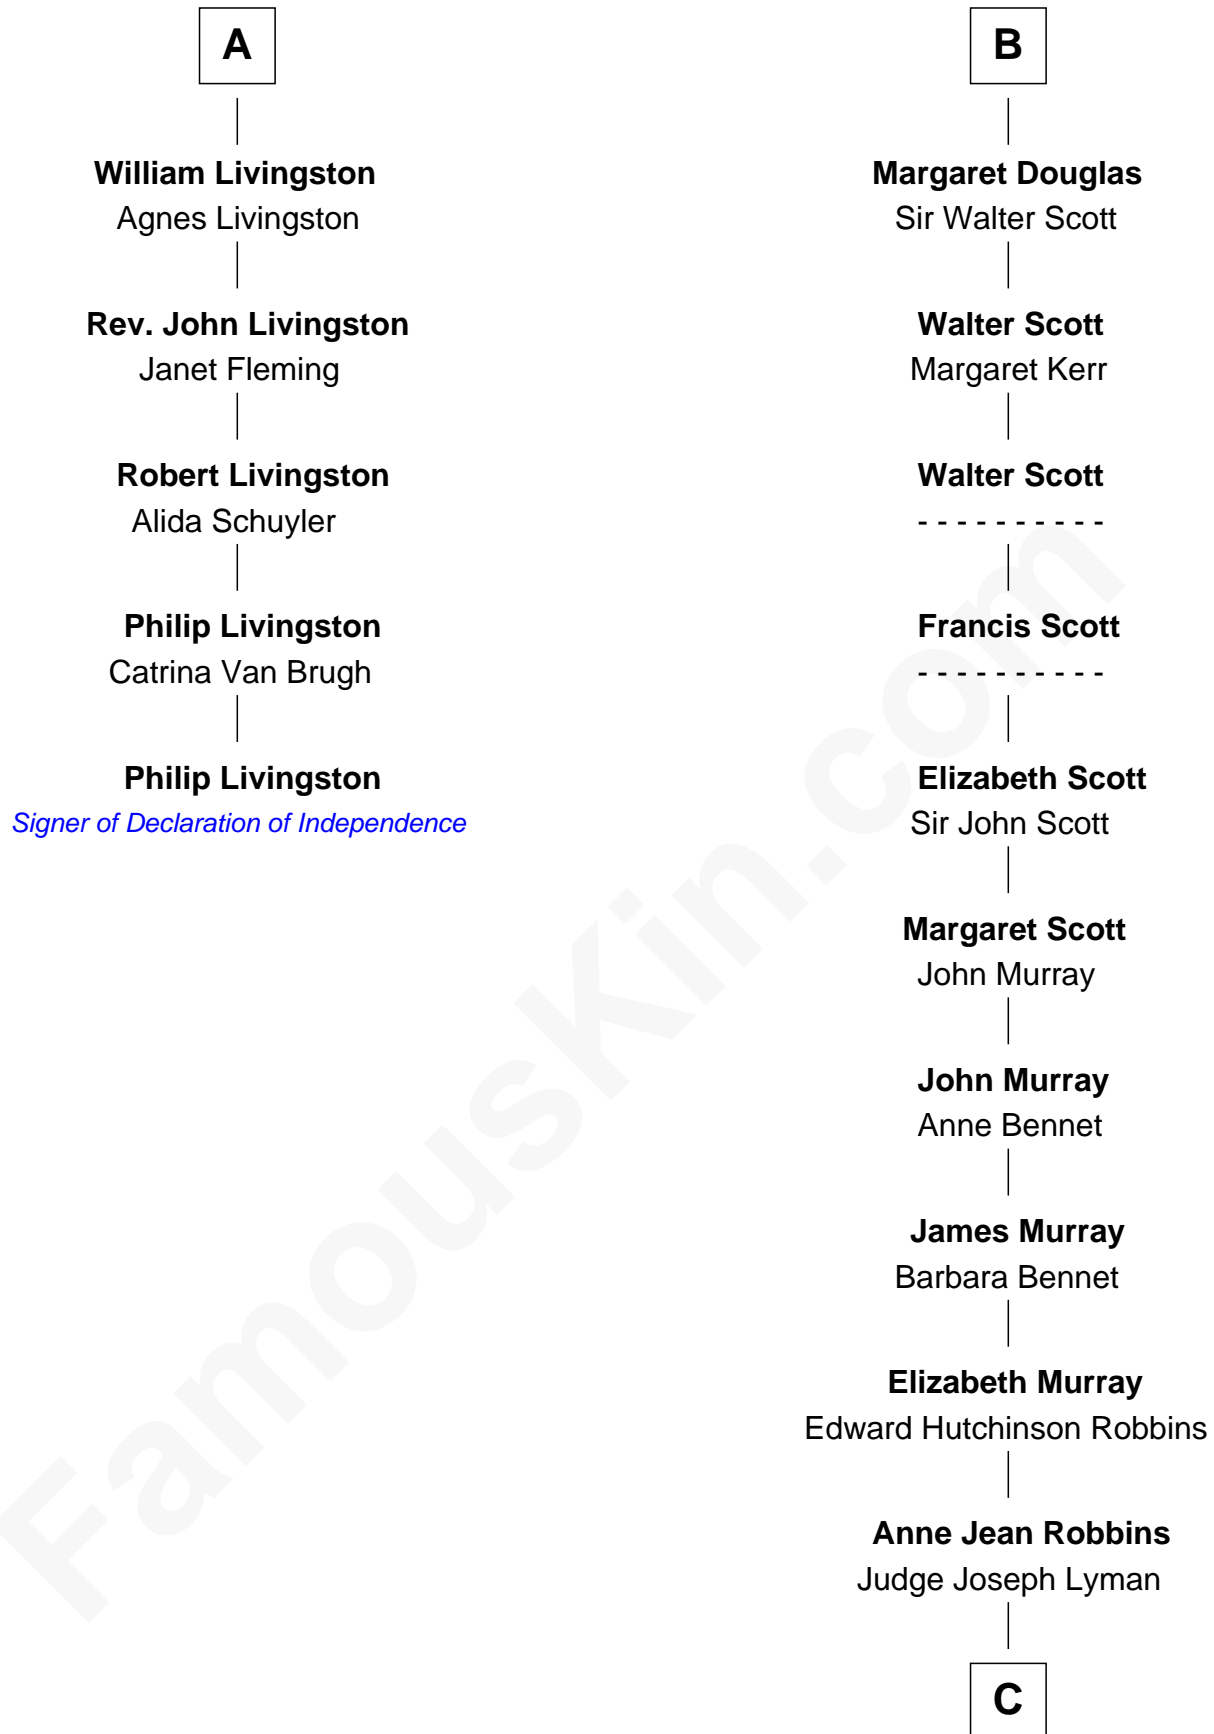 A
William Livingston
Agnes Livingston
Rev. John Livingston
Janet Fleming
Robert Livingston
Alida Schuyler
Philip Livingston
Catrina Van Brugh
Philip Livingston
Signer of Declaration of Independence
B
Margaret Douglas
Sir Walter Scott
Walter Scott
Margaret Kerr
Walter Scott
- - - - - - - - - -
Francis Scott
- - - - - - - - - -
Elizabeth Scott
Sir John Scott
Margaret Scott
John Murray
John Murray
Anne Bennet
James Murray
Barbara Bennet
Elizabeth Murray
Edward Hutchinson Robbins
Anne Jean Robbins
Judge Joseph Lyman
C
FamousKin.com